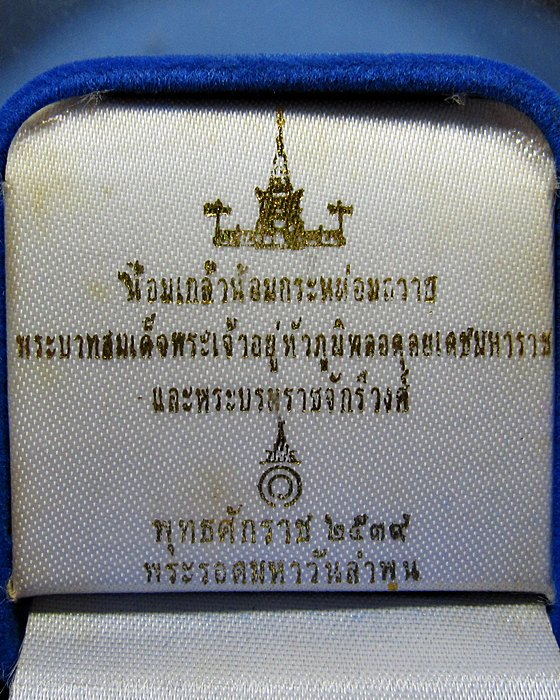 น้อมเกล้าน้อมกระหม่อมถวาย
พระบาทสมเด็จพระเจ้าอยู่หัวภูมิพลอดุลยเดชมหาราช
และพระบรมราชจักรีวงศ์
พุทธศักราช ๒๕๓๙
พระรอดมหาวันลำพูน